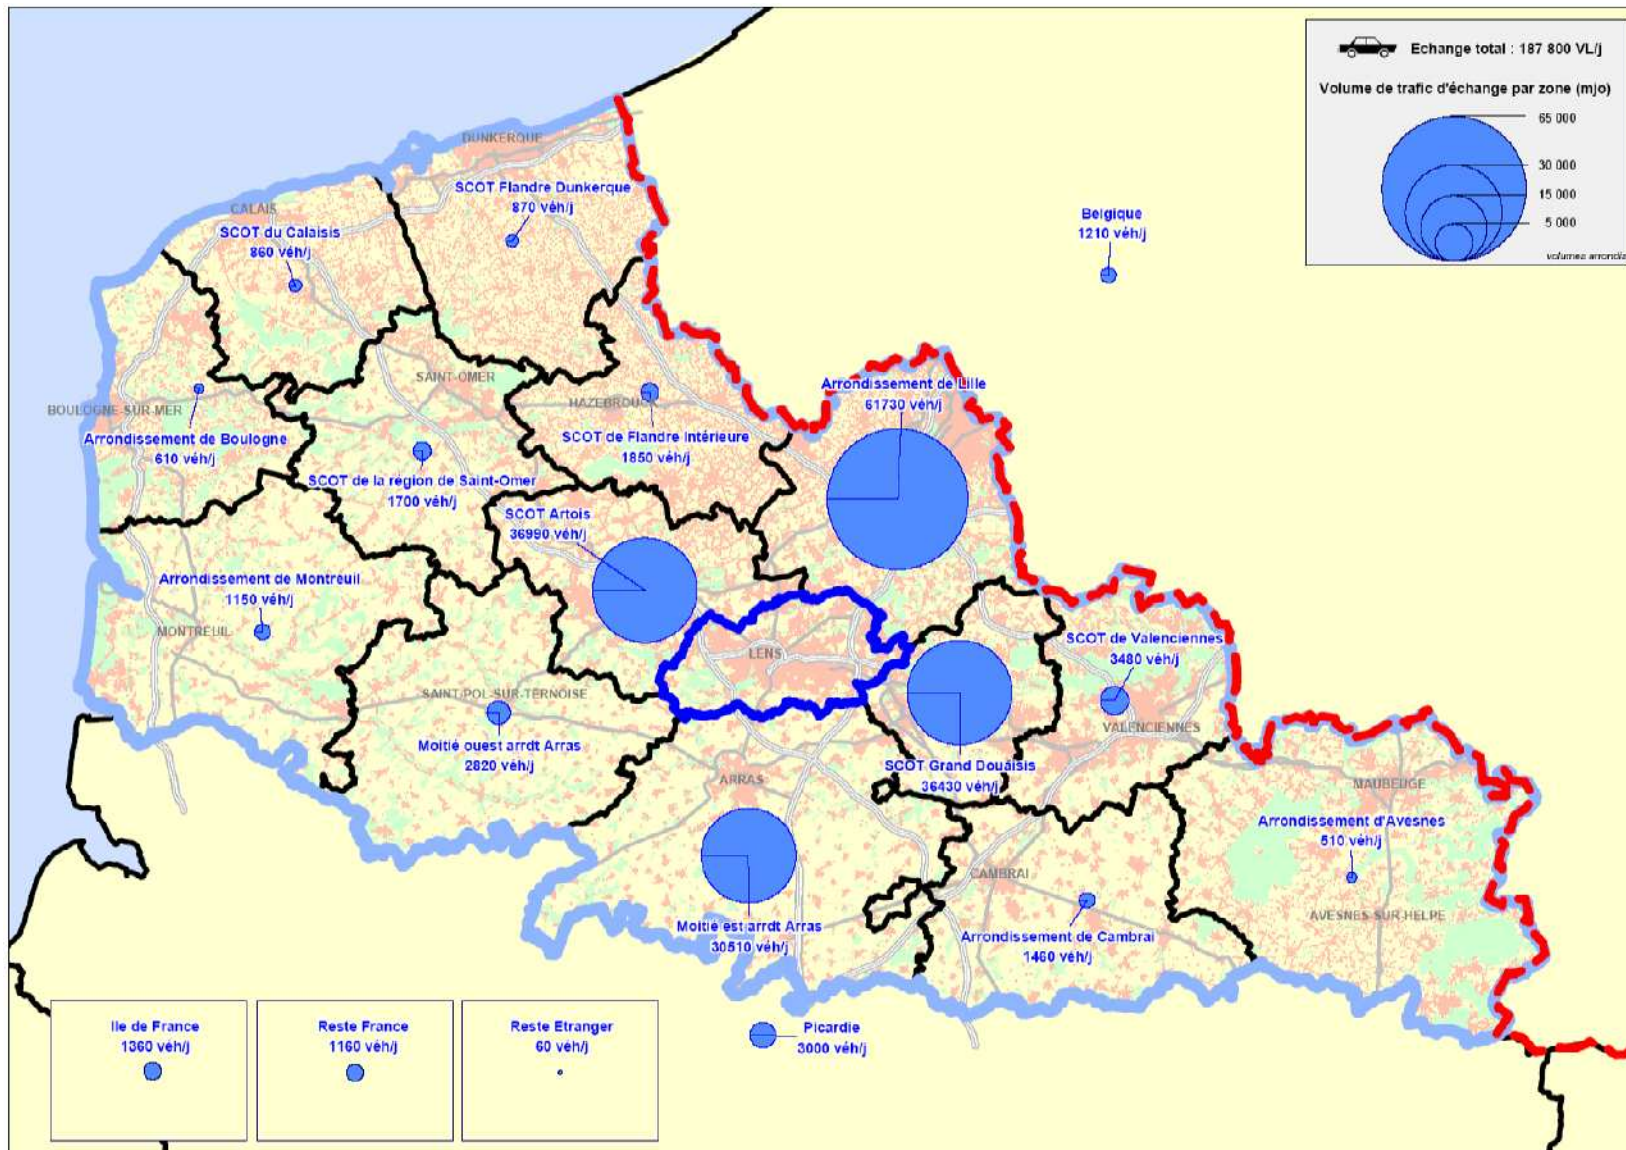 Echange total : 187 800 VL/j
Volume de trafic d'échange par zone (mjo)
65 000
30 000
15 000
5 000
volumes arrondis
DUNKERQUE
SCOT Flandre Dunkerque
870 véh/j
CALAIS
SCOT du Calaisis
860 véh/j
Belgique
1210 véh/j
SAINT-OMER
Arrondissement de Lille
61730 véh/j
BOULOGNE-SUR-MER
HAZEBROUCK
Arrondissement de Boulogne
610 véh/j
SCOT de Flandre Intérieure
1850 véh/j
SCOT de la région de Saint-Omer
1700 véh/j
SCOT Artois
36990 véh/j
Arrondissement de Montreuil
1150 véh/j
MONTREUIL
LENS
SCOT de Valenciennes
3480 véh/j
SAINT-POL-SUR-TERNOISE
VALENCIENNES
Moitié ouest arrdt Arras
2820 véh/j
SCOT Grand Douaisis
36430 véh/j
ARRAS
MAUBEUGE
Arrondissement d'Avesnes
510 véh/j
CAMBRAI
AVESNES-SUR-HELPE
Moitié est arrdt Arras
30510 véh/j
Arrondissement de Cambrai
1460 véh/j
Ile de France
1360 véh/j
Reste France
1160 véh/j
Reste Etranger
60 véh/j
Picardie
3000 véh/j